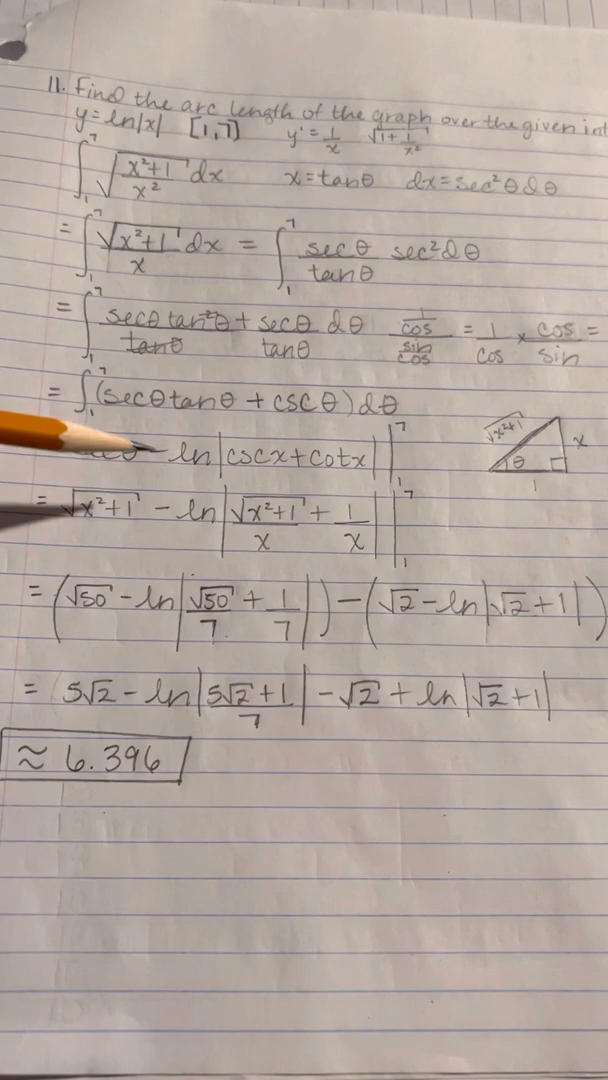 11. Find the arc length of the graph over the given int
y = ln|x| [1,7] y' = 1/x √(1 + 1/x²)
∫₁⁷ √((x²+1)/x²) dx x = tanθ dx = sec²θ dθ
= ∫₁⁷ √(x²+1)/x dx = ∫₁⁷ secθ/tanθ sec²dθ
= ∫₁⁷ secθ tan²θ/tanθ + secθ/tanθ dθ (1/cos)/(sin/cos) = 1/cos × cos/sin =
= ∫₁⁷ (secθtanθ + cscθ)dθ
- ln|cscx + cotx| |₁⁷ √(x²+1) x θ 1
= √(x²+1) - ln|√(x²+1)/x + 1/x| |₁⁷
= (√50 - ln|√50/7 + 1/7|) - (√2 - ln|√2 + 1|)
= 5√2 - ln|(5√2+1)/7| - √2 + ln|√2+1|
≈ 6.396